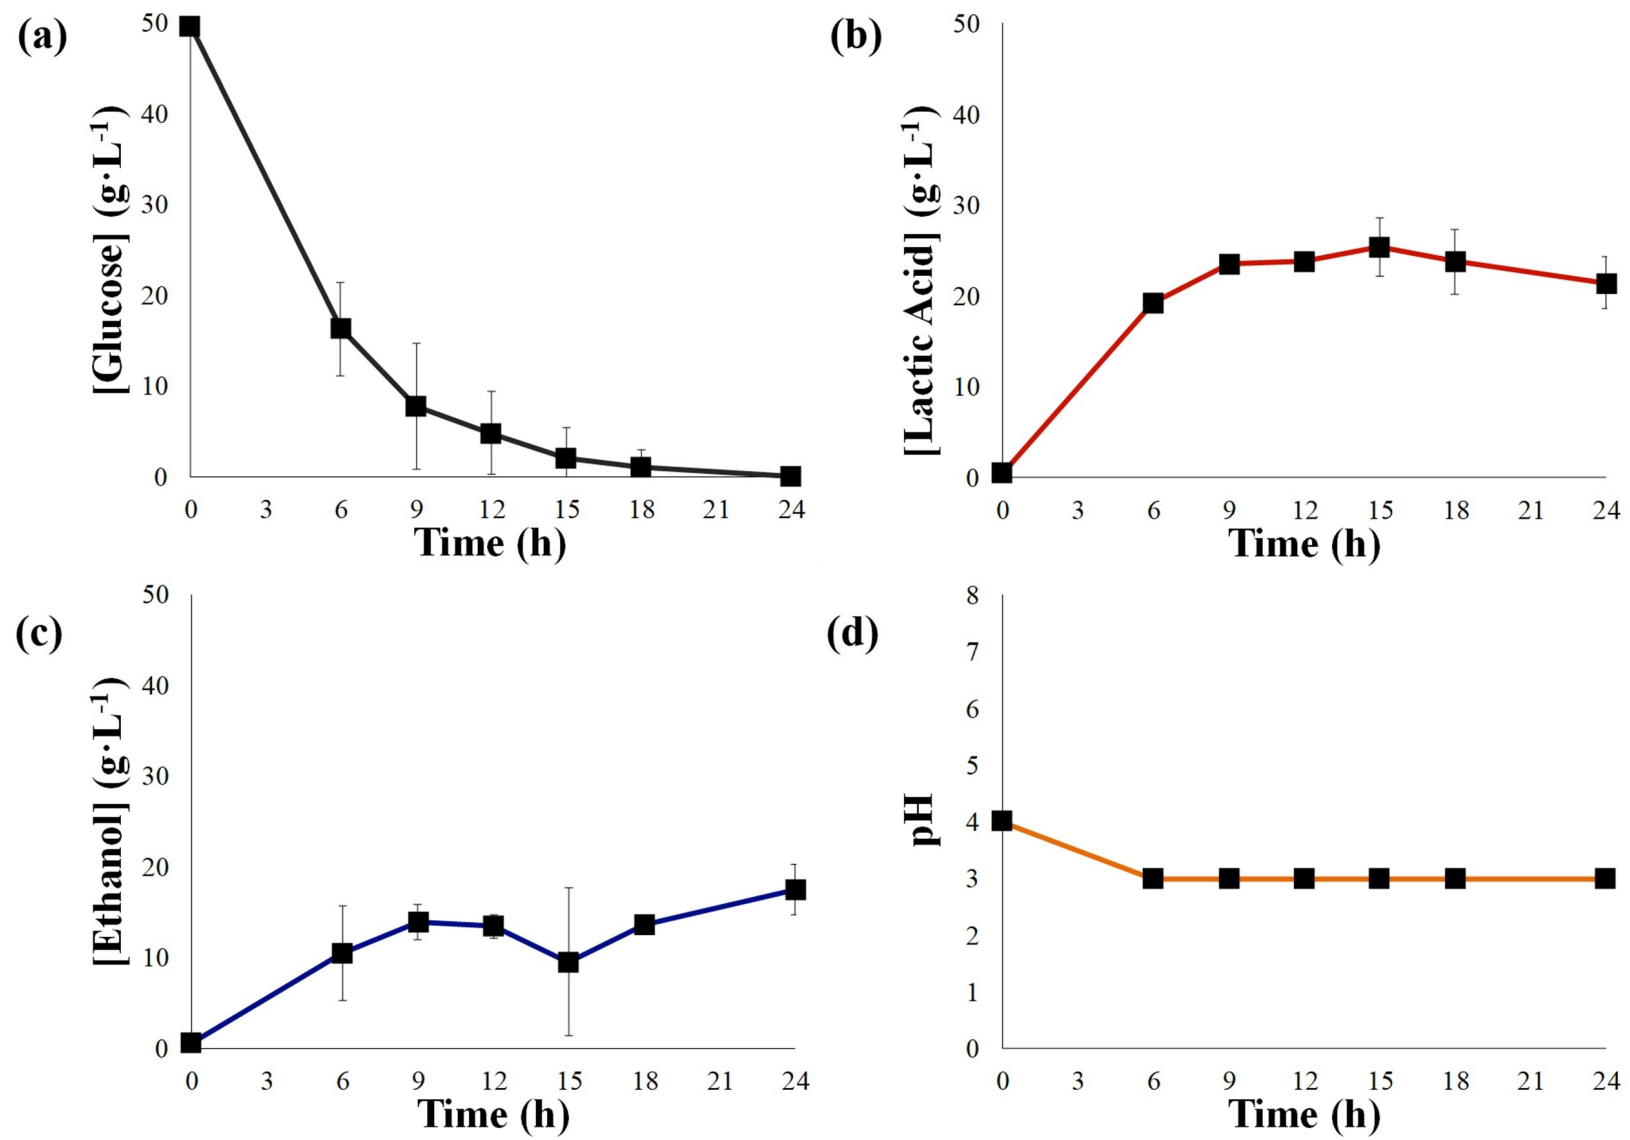 (a)
[Glucose] (g·L-1)
50
40
30
20
10
0
0 3 6 9 12 15 18 21 24
Time (h)
(b)
[Lactic Acid] (g·L-1)
50
40
30
20
10
0
0 3 6 9 12 15 18 21 24
Time (h)
(c)
[Ethanol] (g·L-1)
50
40
30
20
10
0
0 3 6 9 12 15 18 21 24
Time (h)
(d)
pH
8
7
6
5
4
3
2
1
0
0 3 6 9 12 15 18 21 24
Time (h)